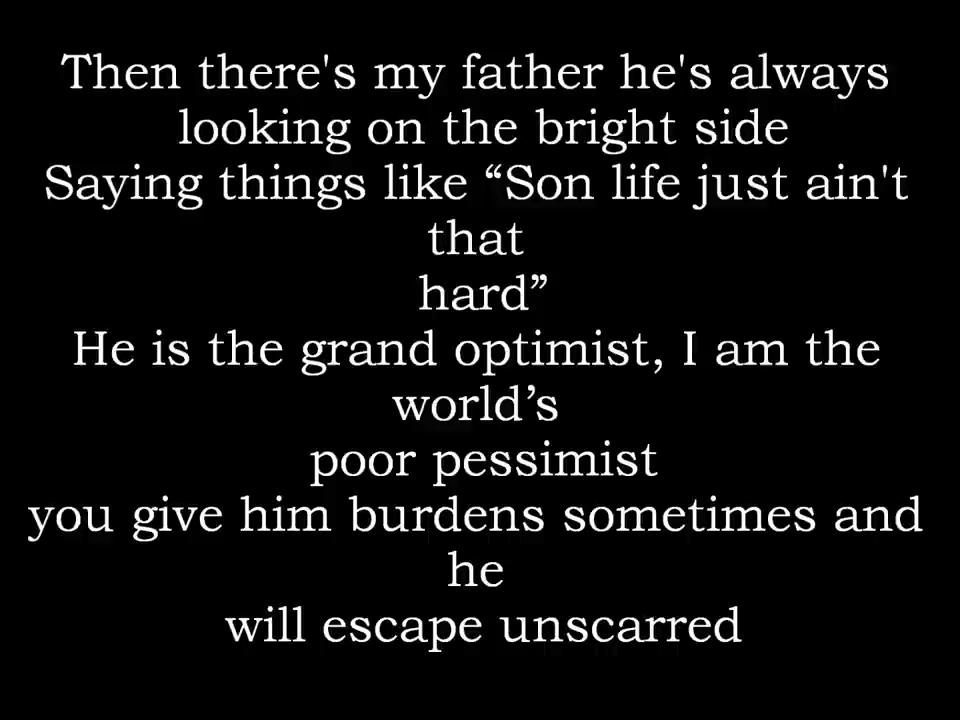 Then there's my father he's always
looking on the bright side
Saying things like “Son life just ain't
that
hard”
He is the grand optimist, I am the
world’s
poor pessimist
you give him burdens sometimes and
he
will escape unscarred